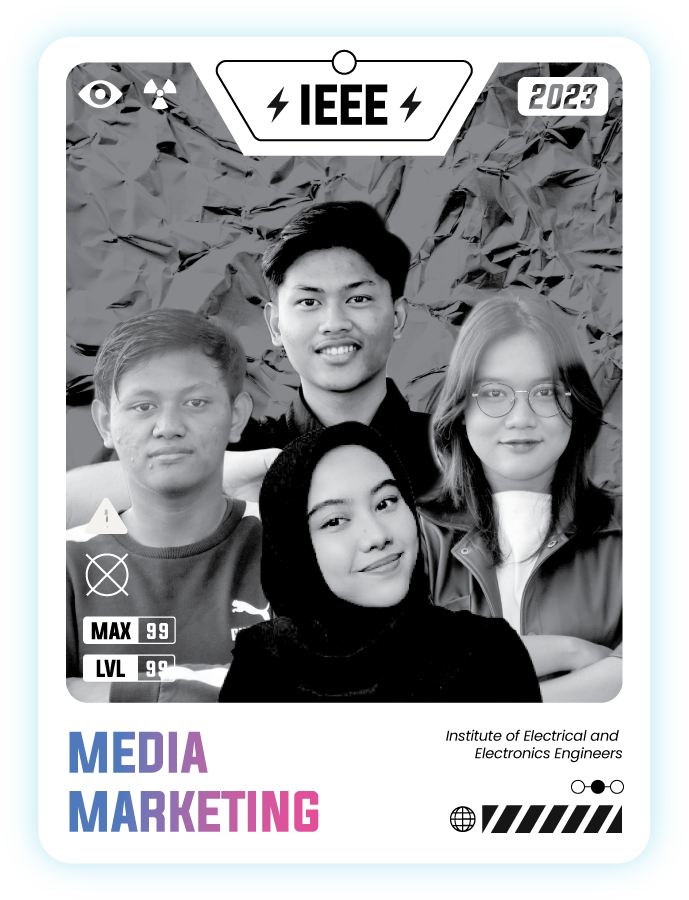 IEEE
2023
MAX 99
LVL 99
MEDIA
MARKETING
Institute of Electrical and
Electronics Engineers